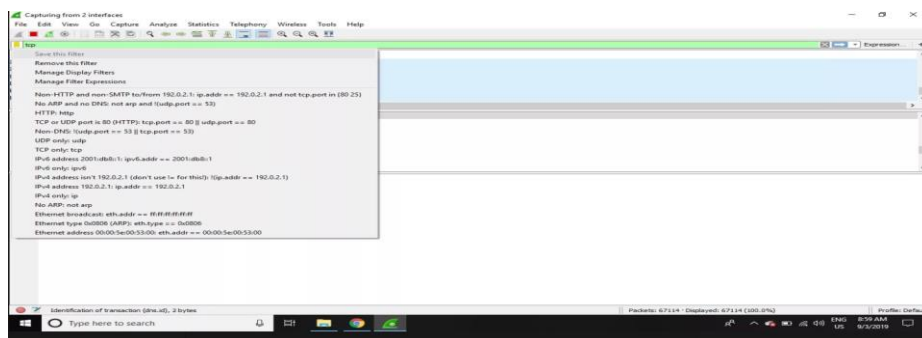 Capturing from 2 interfaces
File Edit View Go Capture Analyze Statistics Telephony Wireless Tools Help
tcp
Expression...
Save this filter
Remove this filter
Manage Display Filters
Manage Filter Expressions
Non-HTTP and non-SMTP to/from 192.0.2.1: ip.addr == 192.0.2.1 and not tcp.port in {80 25}
No ARP and no DNS: not arp and !(udp.port == 53)
HTTP: http
TCP or UDP port is 80 (HTTP): tcp.port == 80 || udp.port == 80
Non-DNS: !(udp.port == 53 || tcp.port == 53)
UDP only: udp
TCP only: tcp
IPv6 address 2001:db8::1: ipv6.addr == 2001:db8::1
IPv6 only: ipv6
IPv4 address isn't 192.0.2.1 (don't use != for this!): !(ip.addr == 192.0.2.1)
IPv4 address 192.0.2.1: ip.addr == 192.0.2.1
IPv4 only: ip
No ARP: not arp
Ethernet broadcast: eth.addr == ff:ff:ff:ff:ff:ff
Ethernet type 0x0806 (ARP): eth.type == 0x0806
Ethernet address 00:00:5e:00:53:00: eth.addr == 00:00:5e:00:53:00
Identification of transaction (dns.id), 2 bytes
Packets: 67114 · Displayed: 67114 (100.0%)
Profile: Defau
Type here to search
ENG
US
8:59 AM
9/3/2019